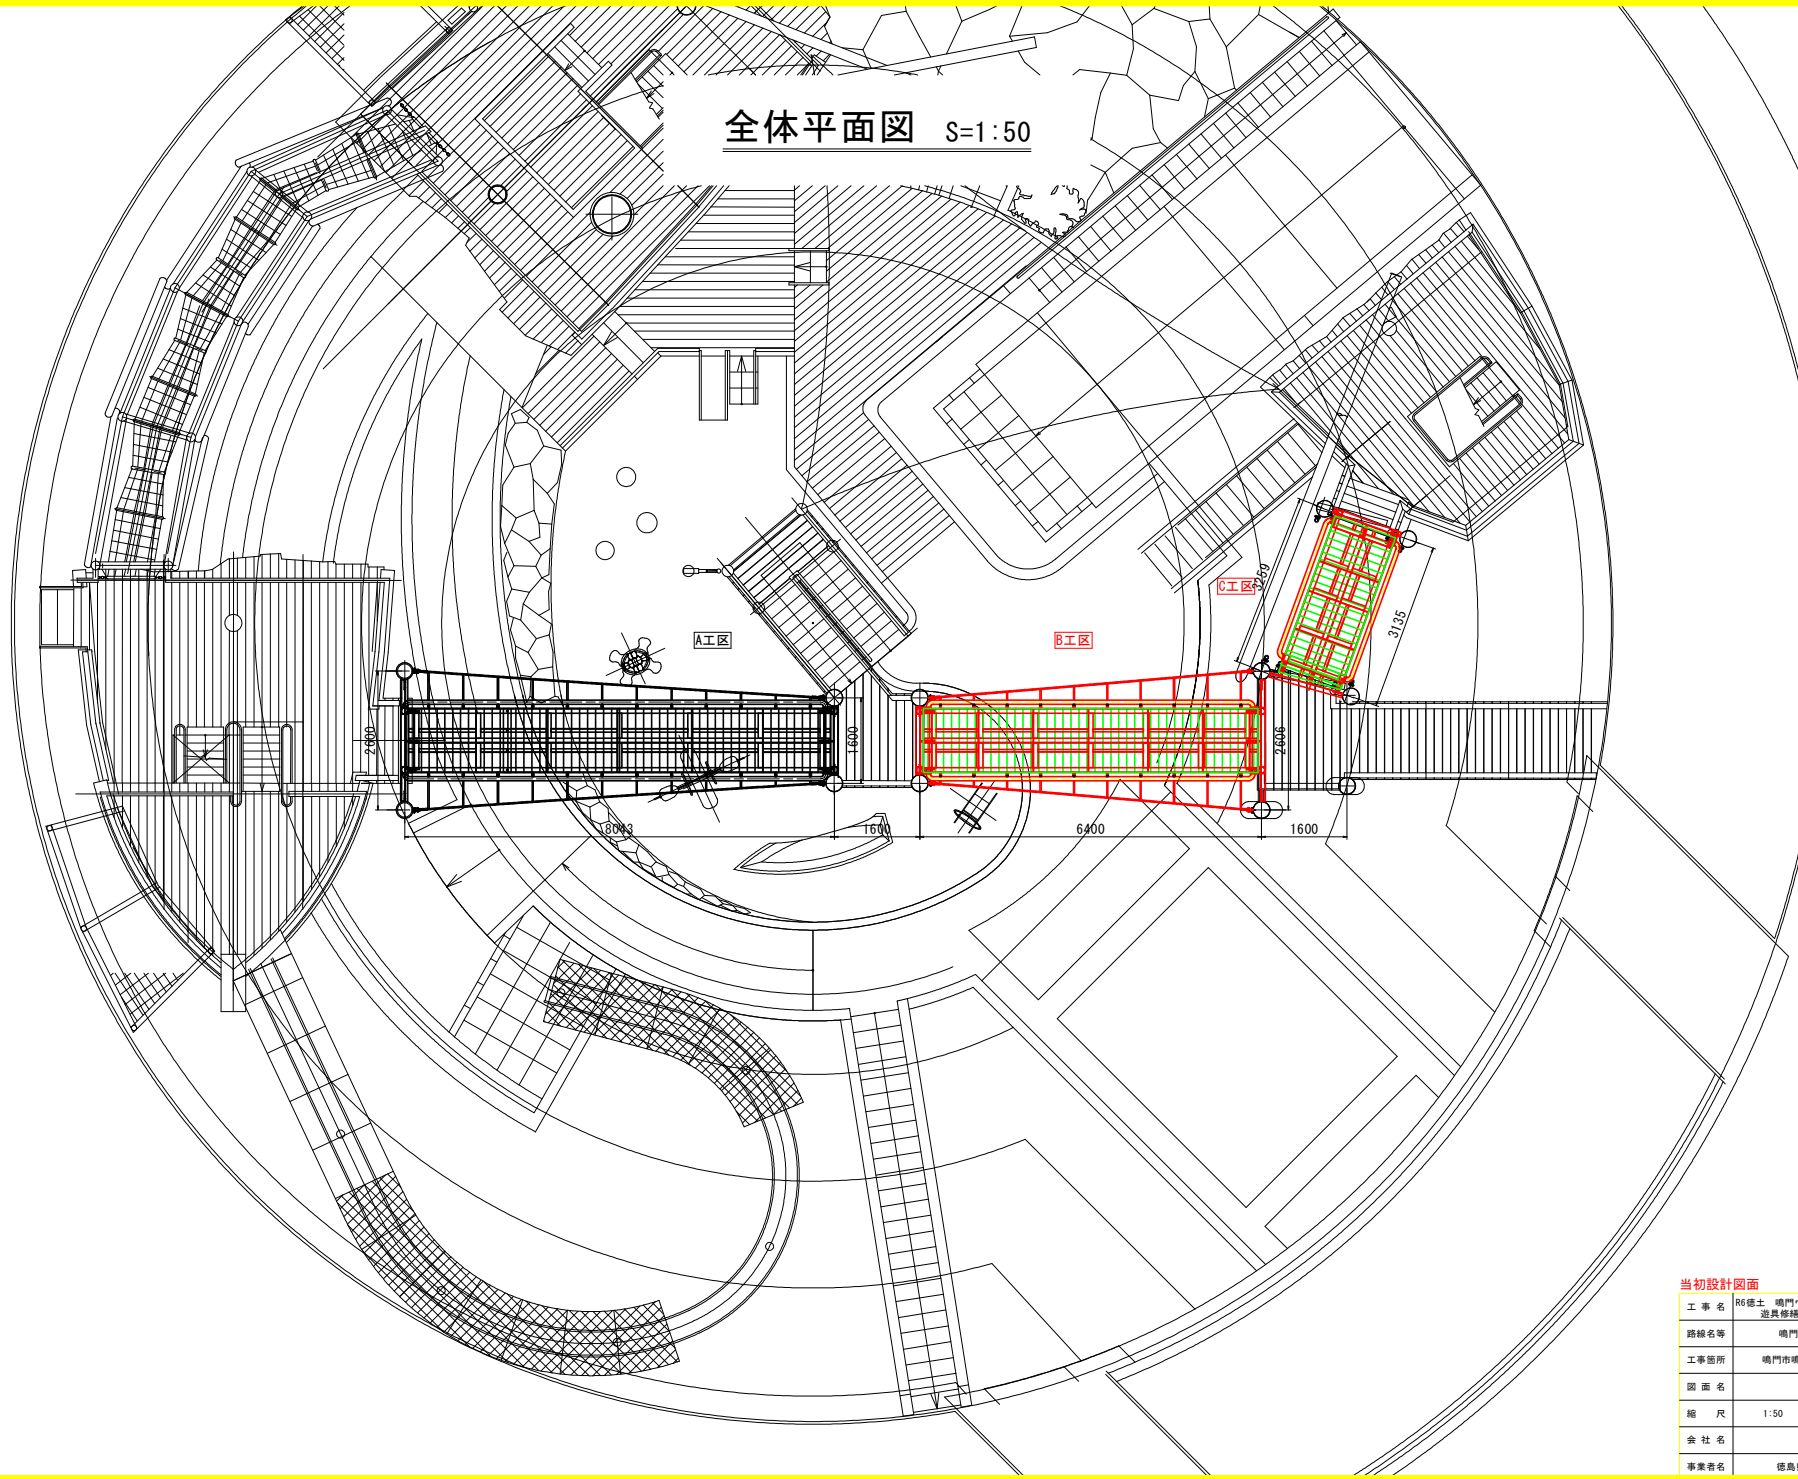 全体平面図 S=1:50
C工区
3259
3135
A工区
B工区
2600
1600
2606
8043
1600
6400
1600
当初設計図面
工 事 名 R6徳土 鳴門
遊具修繕
路線名等 鳴門
工事箇所 鳴門市鳴
図 面 名
縮 尺 1:50
会 社 名
事業者名 徳島